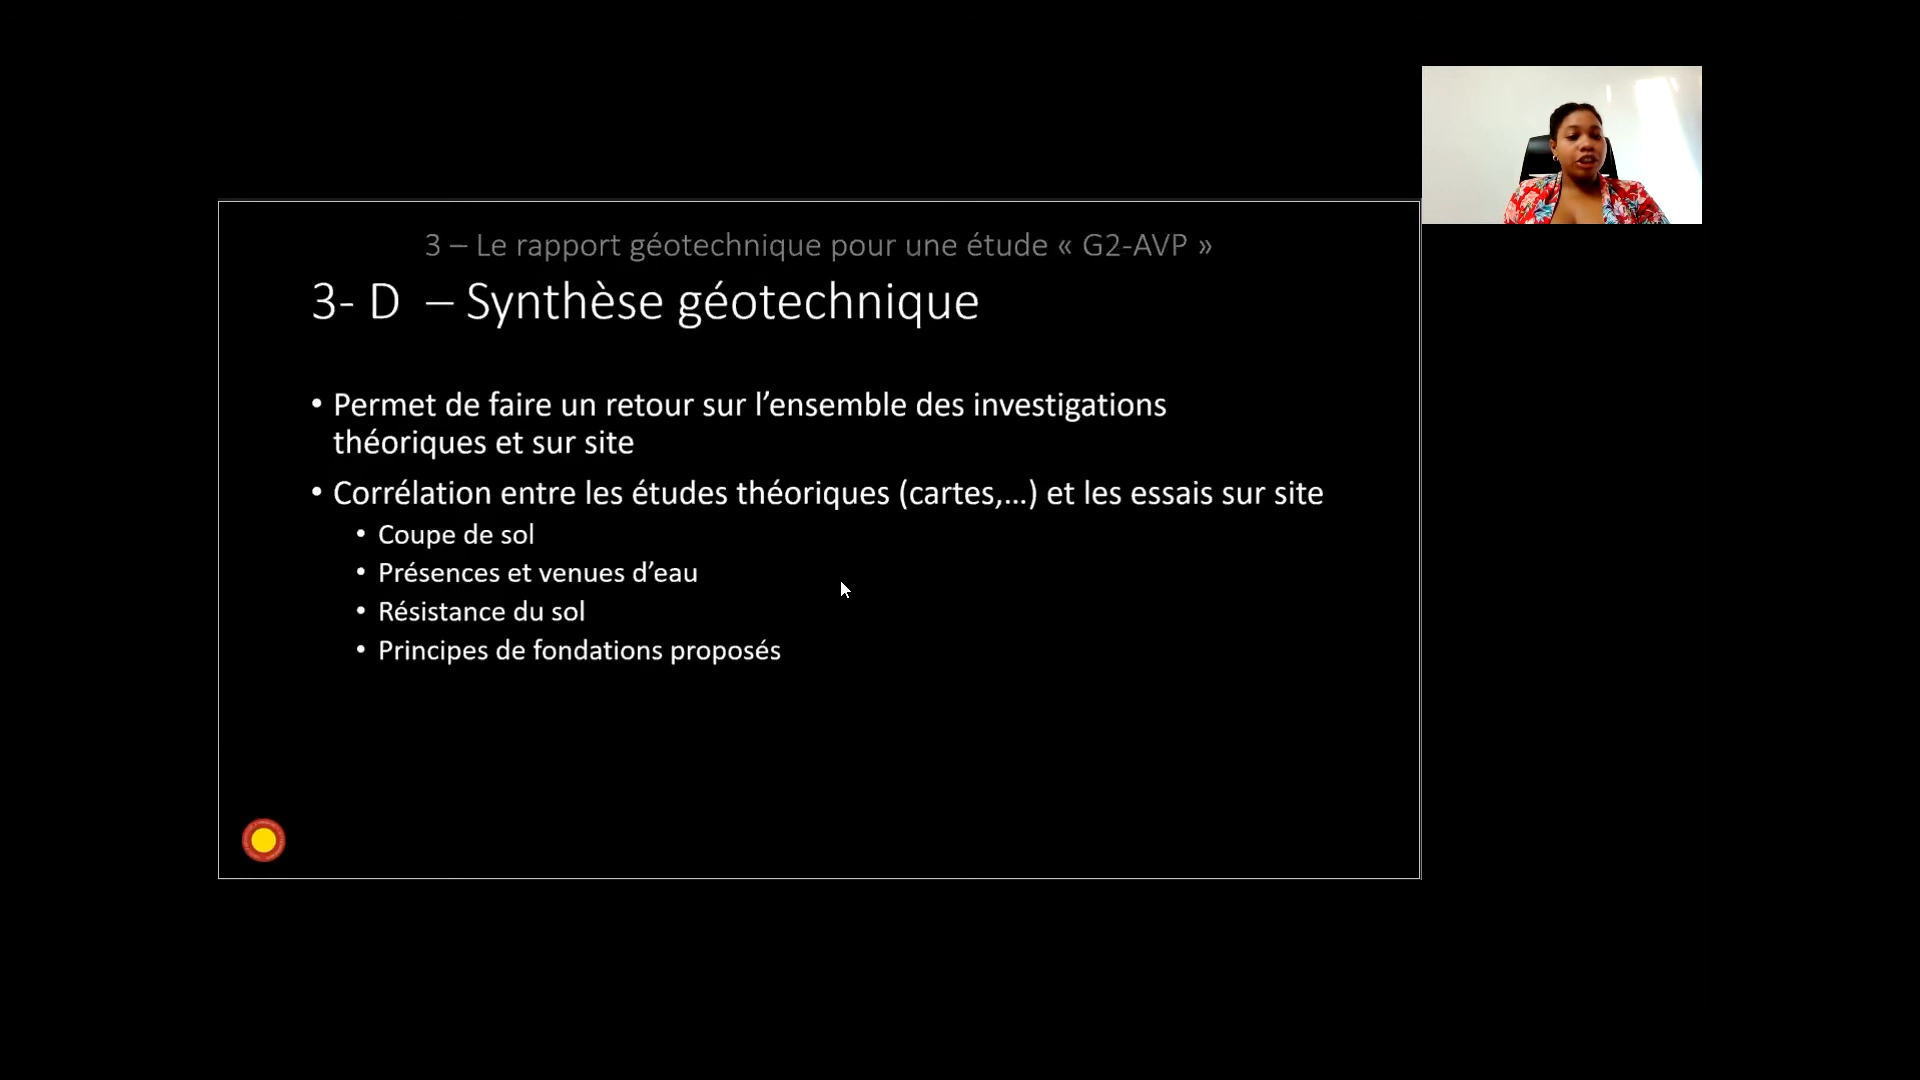 3 – Le rapport géotechnique pour une étude « G2-AVP »
3- D  – Synthèse géotechnique
• Permet de faire un retour sur l’ensemble des investigations
théoriques et sur site
• Corrélation entre les études théoriques (cartes,…) et les essais sur site
• Coupe de sol
• Présences et venues d’eau
• Résistance du sol
• Principes de fondations proposés